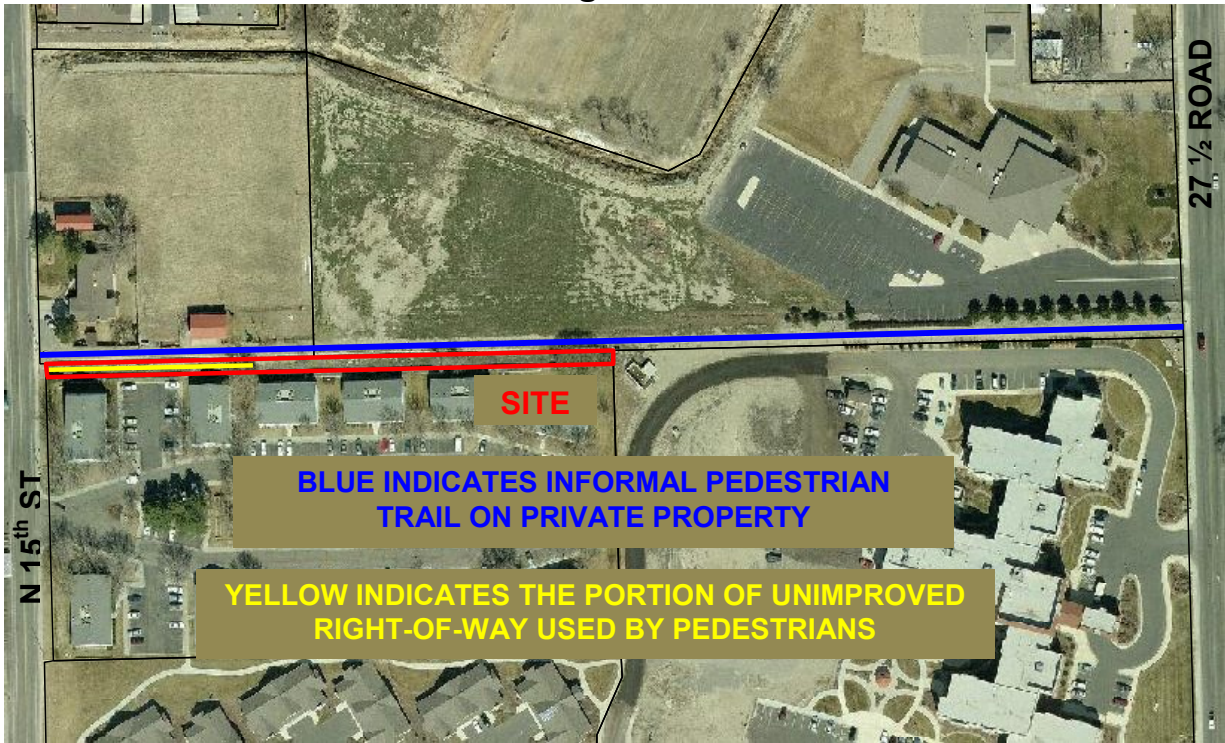 27 ½ ROAD
SITE
BLUE INDICATES INFORMAL PEDESTRIAN
TRAIL ON PRIVATE PROPERTY
N 15th ST
YELLOW INDICATES THE PORTION OF UNIMPROVED
RIGHT-OF-WAY USED BY PEDESTRIANS